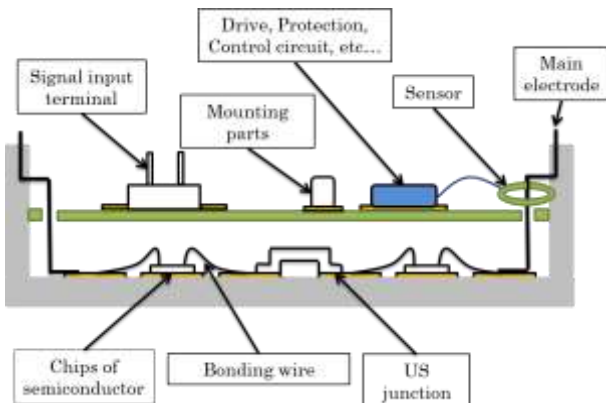 Drive, Protection,
Control circuit, etc...
Signal input
terminal
Mounting
parts
Sensor
Main
electrode
Chips of
semiconductor
Bonding wire
US
junction